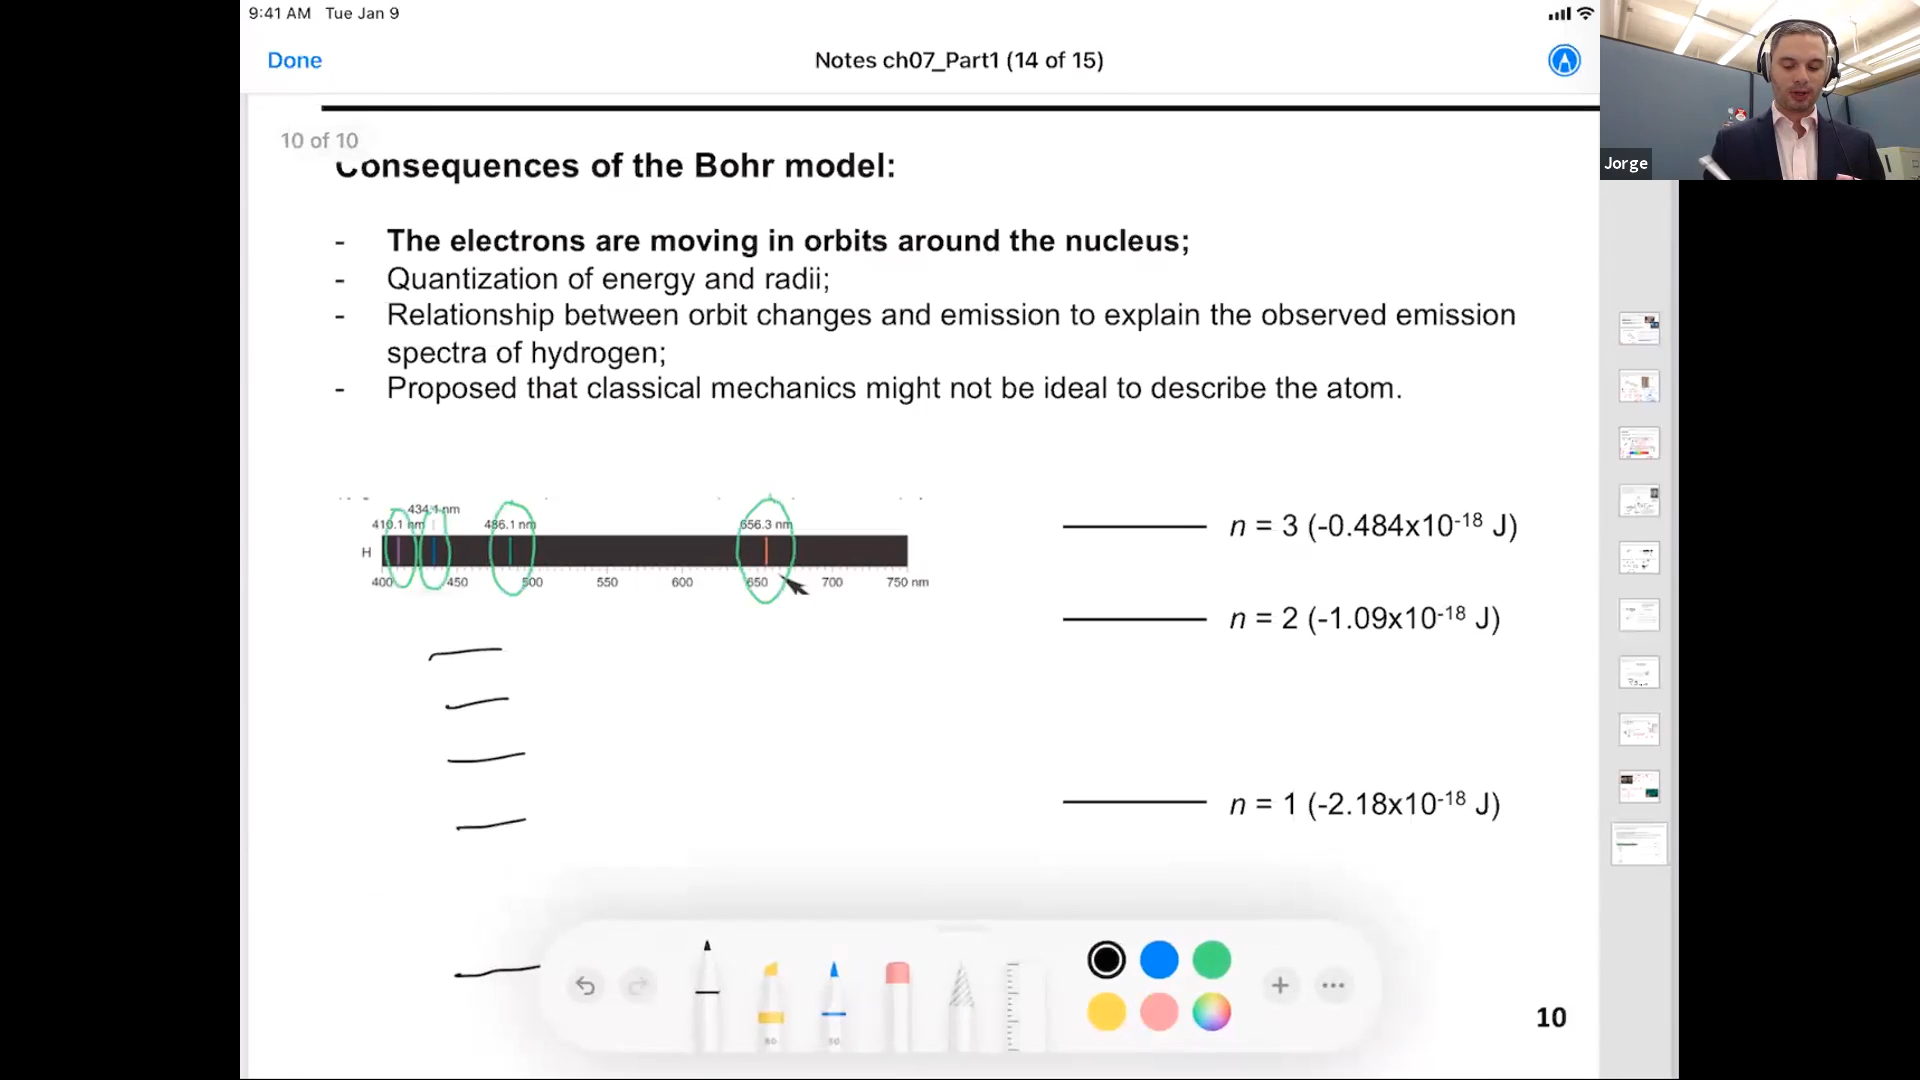 9:41 AM Tue Jan 9
Done
Notes ch07_Part1 (14 of 15)
Jorge
10 of 10
Consequences of the Bohr model:
- The electrons are moving in orbits around the nucleus;
- Quantization of energy and radii;
- Relationship between orbit changes and emission to explain the observed emission
spectra of hydrogen;
- Proposed that classical mechanics might not be ideal to describe the atom.
434.1 nm
410.1 nm 486.1 nm 656.3 nm
H
400 450 500 550 600 650 700 750 nm
n = 3 (-0.484x10⁻¹⁸ J)
n = 2 (-1.09x10⁻¹⁸ J)
n = 1 (-2.18x10⁻¹⁸ J)
10